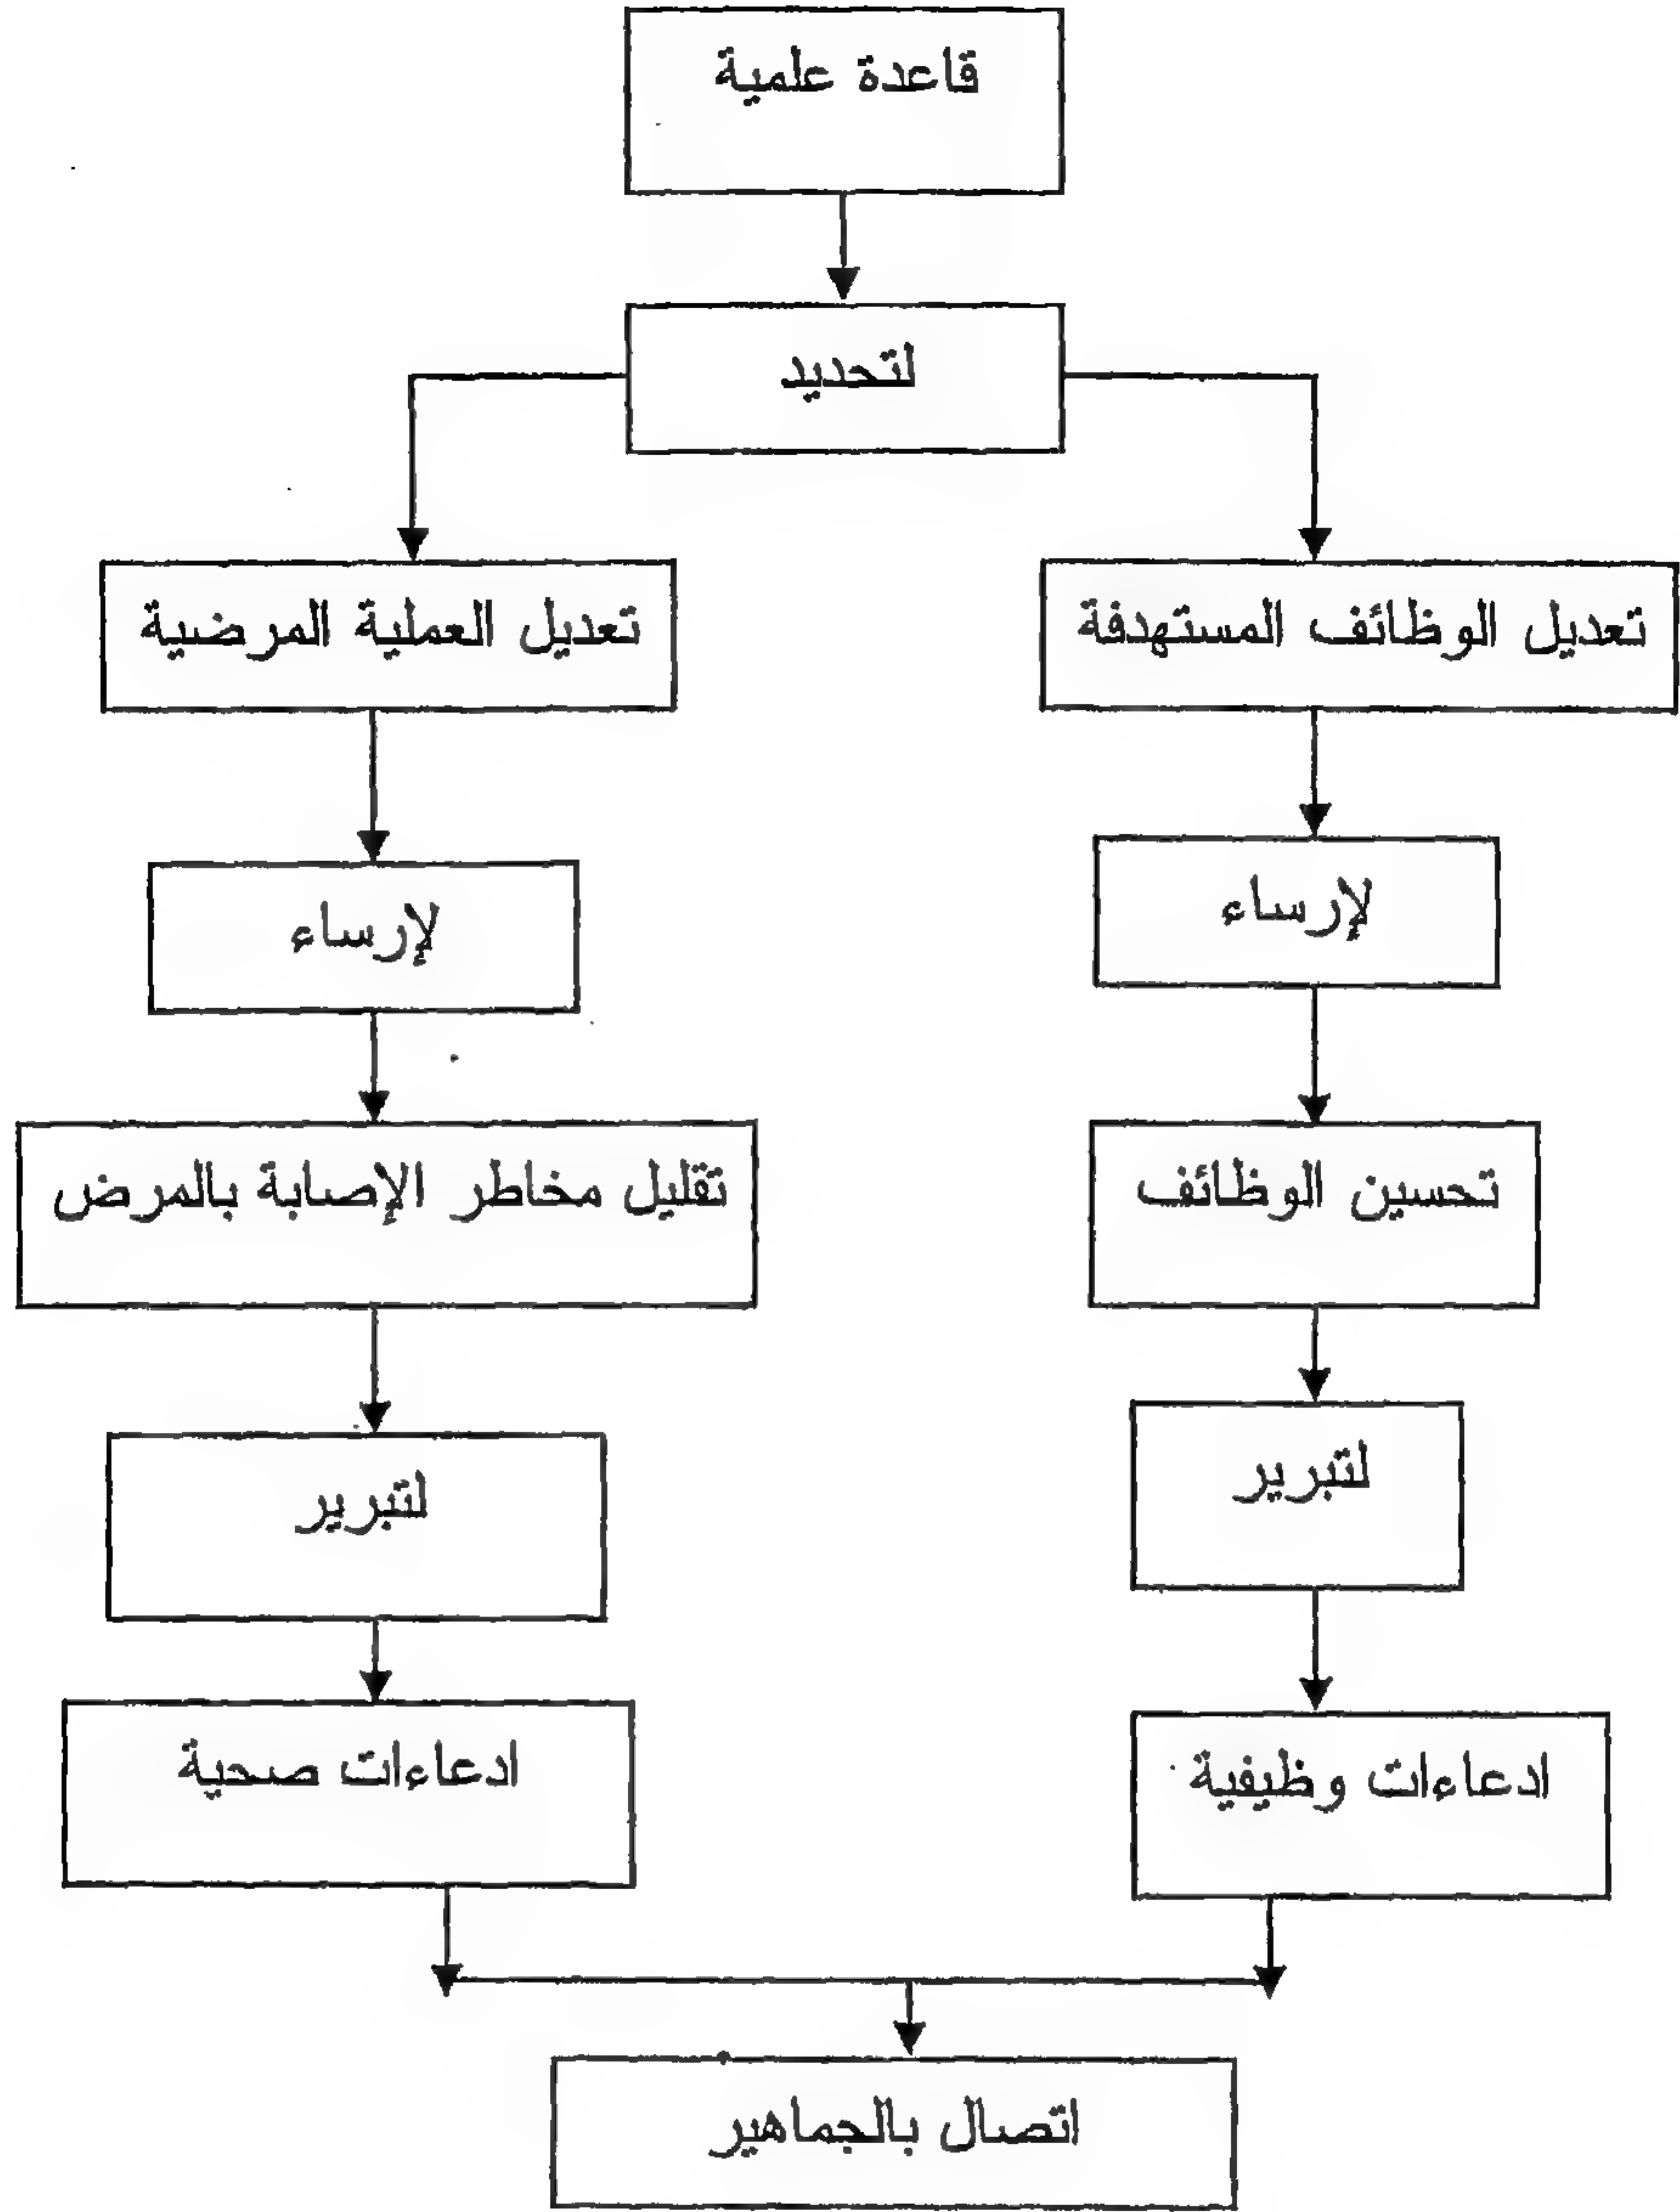 قاعدة علمية
لتحديد
تعديل الوظائف المستهدفة
تعديل العملية المرضية
لإرساء
لإرساء
تحسين الوظائف
تقليل مخاطر الإصابة بالمرض
لتبرير
لتبرير
ادعاءات وظيفية
ادعاءات صحية
اتصال بالجماهير